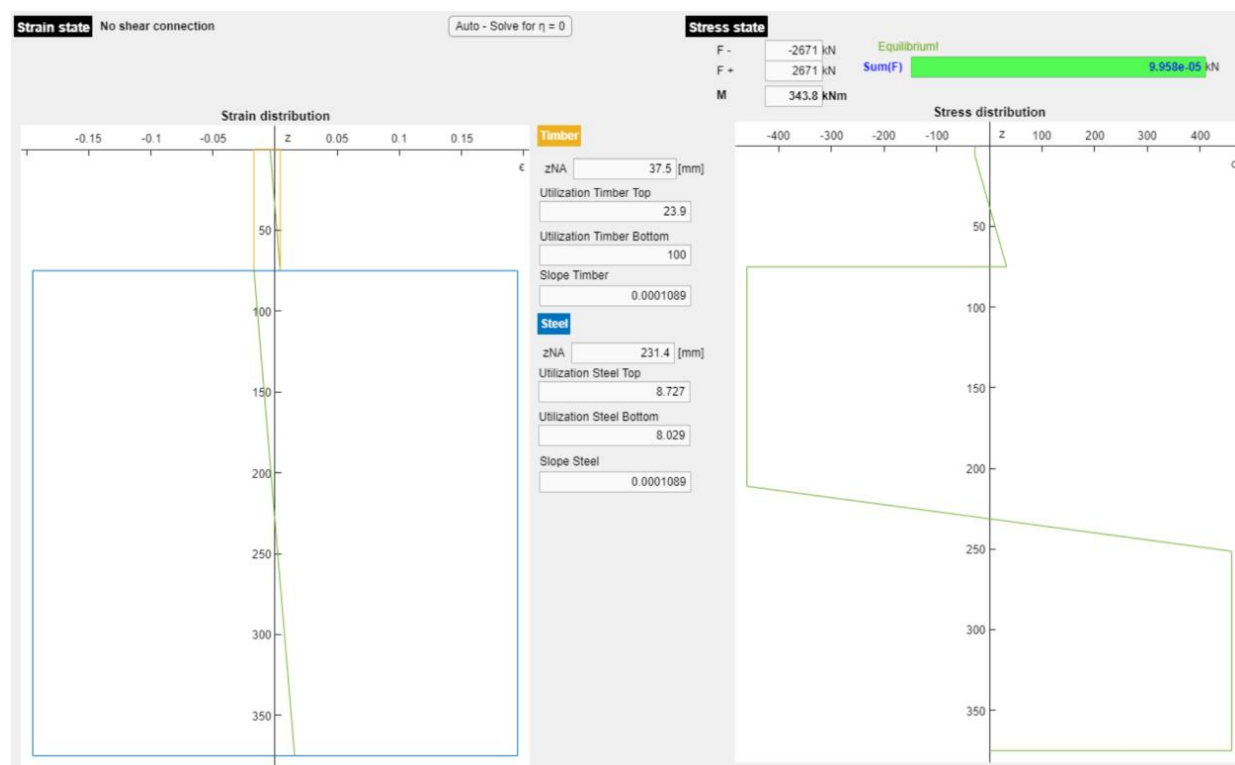 Strain state No shear connection Auto - Solve for η = 0
Stress state
F - -2671 kN Equilibrium!
F + 2671 kN Sum(F) 9.958e-05 kN
M 343.8 kNm
Strain distribution
-0.15 -0.1 -0.05 Z 0.05 0.1 0.15
ϵ
50
100
150
200
250
300
350
Timber
zNA 37.5 [mm]
Utilization Timber Top
23.9
Utilization Timber Bottom
100
Slope Timber
0.0001089
Steel
zNA 231.4 [mm]
Utilization Steel Top
8.727
Utilization Steel Bottom
8.029
Slope Steel
0.0001089
Stress distribution
-400 -300 -200 -100 Z 100 200 300 400
50
100
150
200
250
300
350